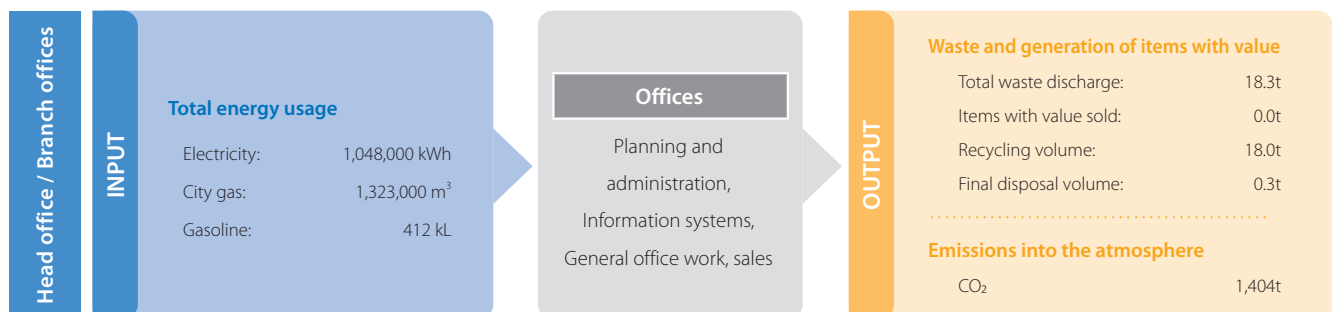 Head office / Branch offices
INPUT
Total energy usage
Electricity: 1,048,000 kWh
City gas: 1,323,000 m³
Gasoline: 412 kL
Offices
Planning and
administration,
Information systems,
General office work, sales
OUTPUT
Waste and generation of items with value
Total waste discharge: 18.3t
Items with value sold: 0.0t
Recycling volume: 18.0t
Final disposal volume: 0.3t
Emissions into the atmosphere
CO₂ 1,404t